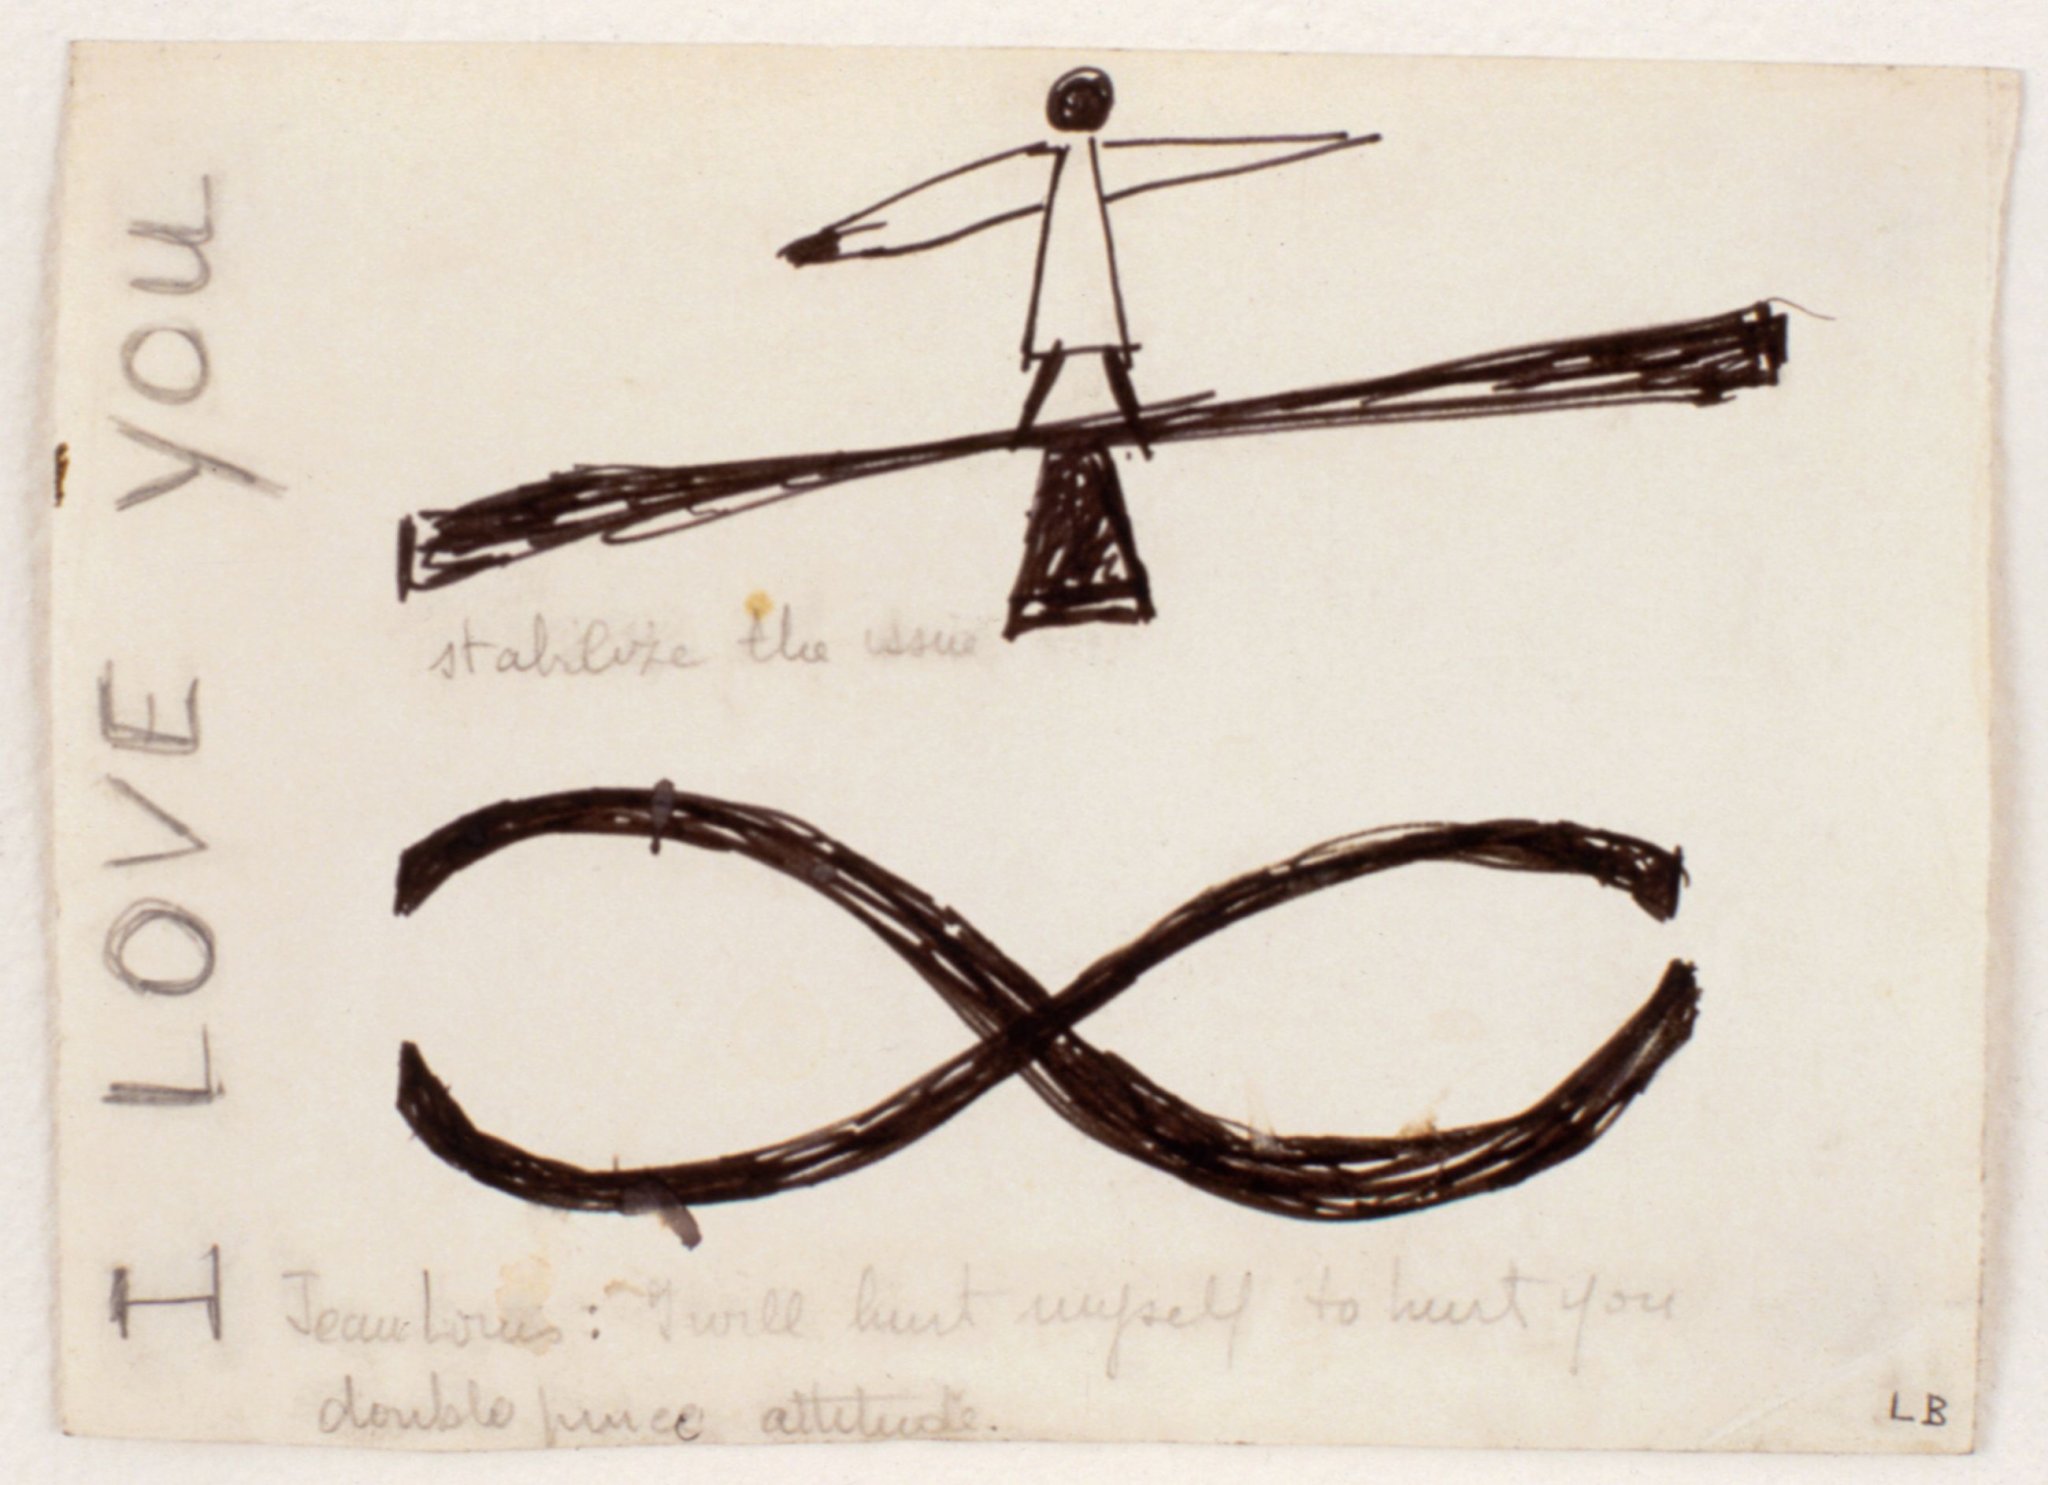 I LOVE YOU
stabilize the issue
Jean Louis: I will hurt myself to hurt you
double pince attitude.
LB